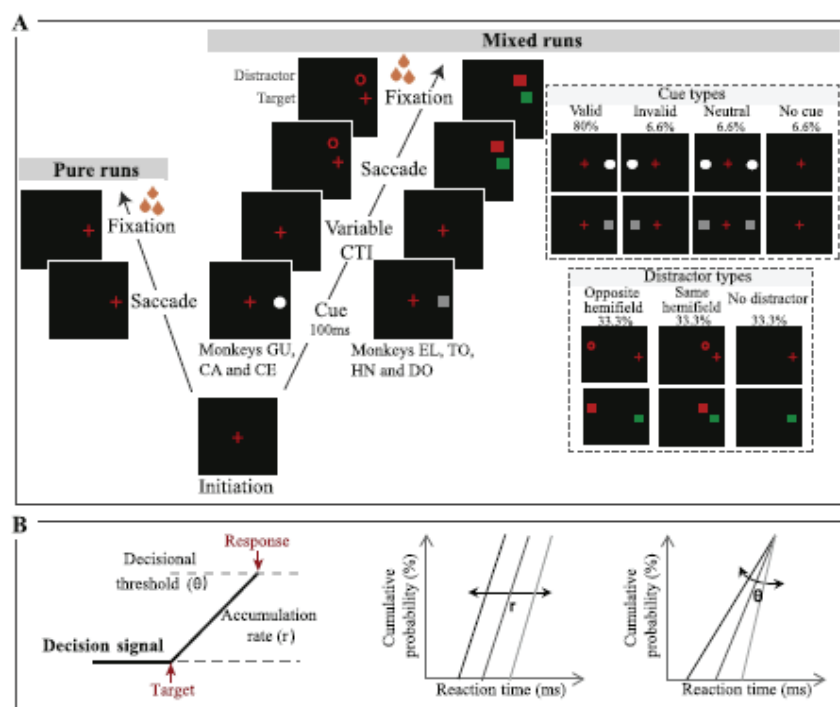 A
Mixed runs
Distractor
Target
Fixation
Saccade
Variable
CTI
Cue
100ms
Monkeys GU,
CA and CE
Monkeys EL, TO,
HN and DO
Pure runs
Fixation
Saccade
Initiation
Cue types
Valid Invalid Neutral No cue
80% 6.6% 6.6% 6.6%
Distractor types
Opposite Same No distractor
hemifield hemifield
33.3% 33.3% 33.3%
B
Response
Decisional
threshold (θ)
Accumulation
rate (r)
Decision signal
Target
Cumulative
probability (%)
r
Reaction time (ms)
Cumulative
probability (%)
θ
Reaction time (ms)